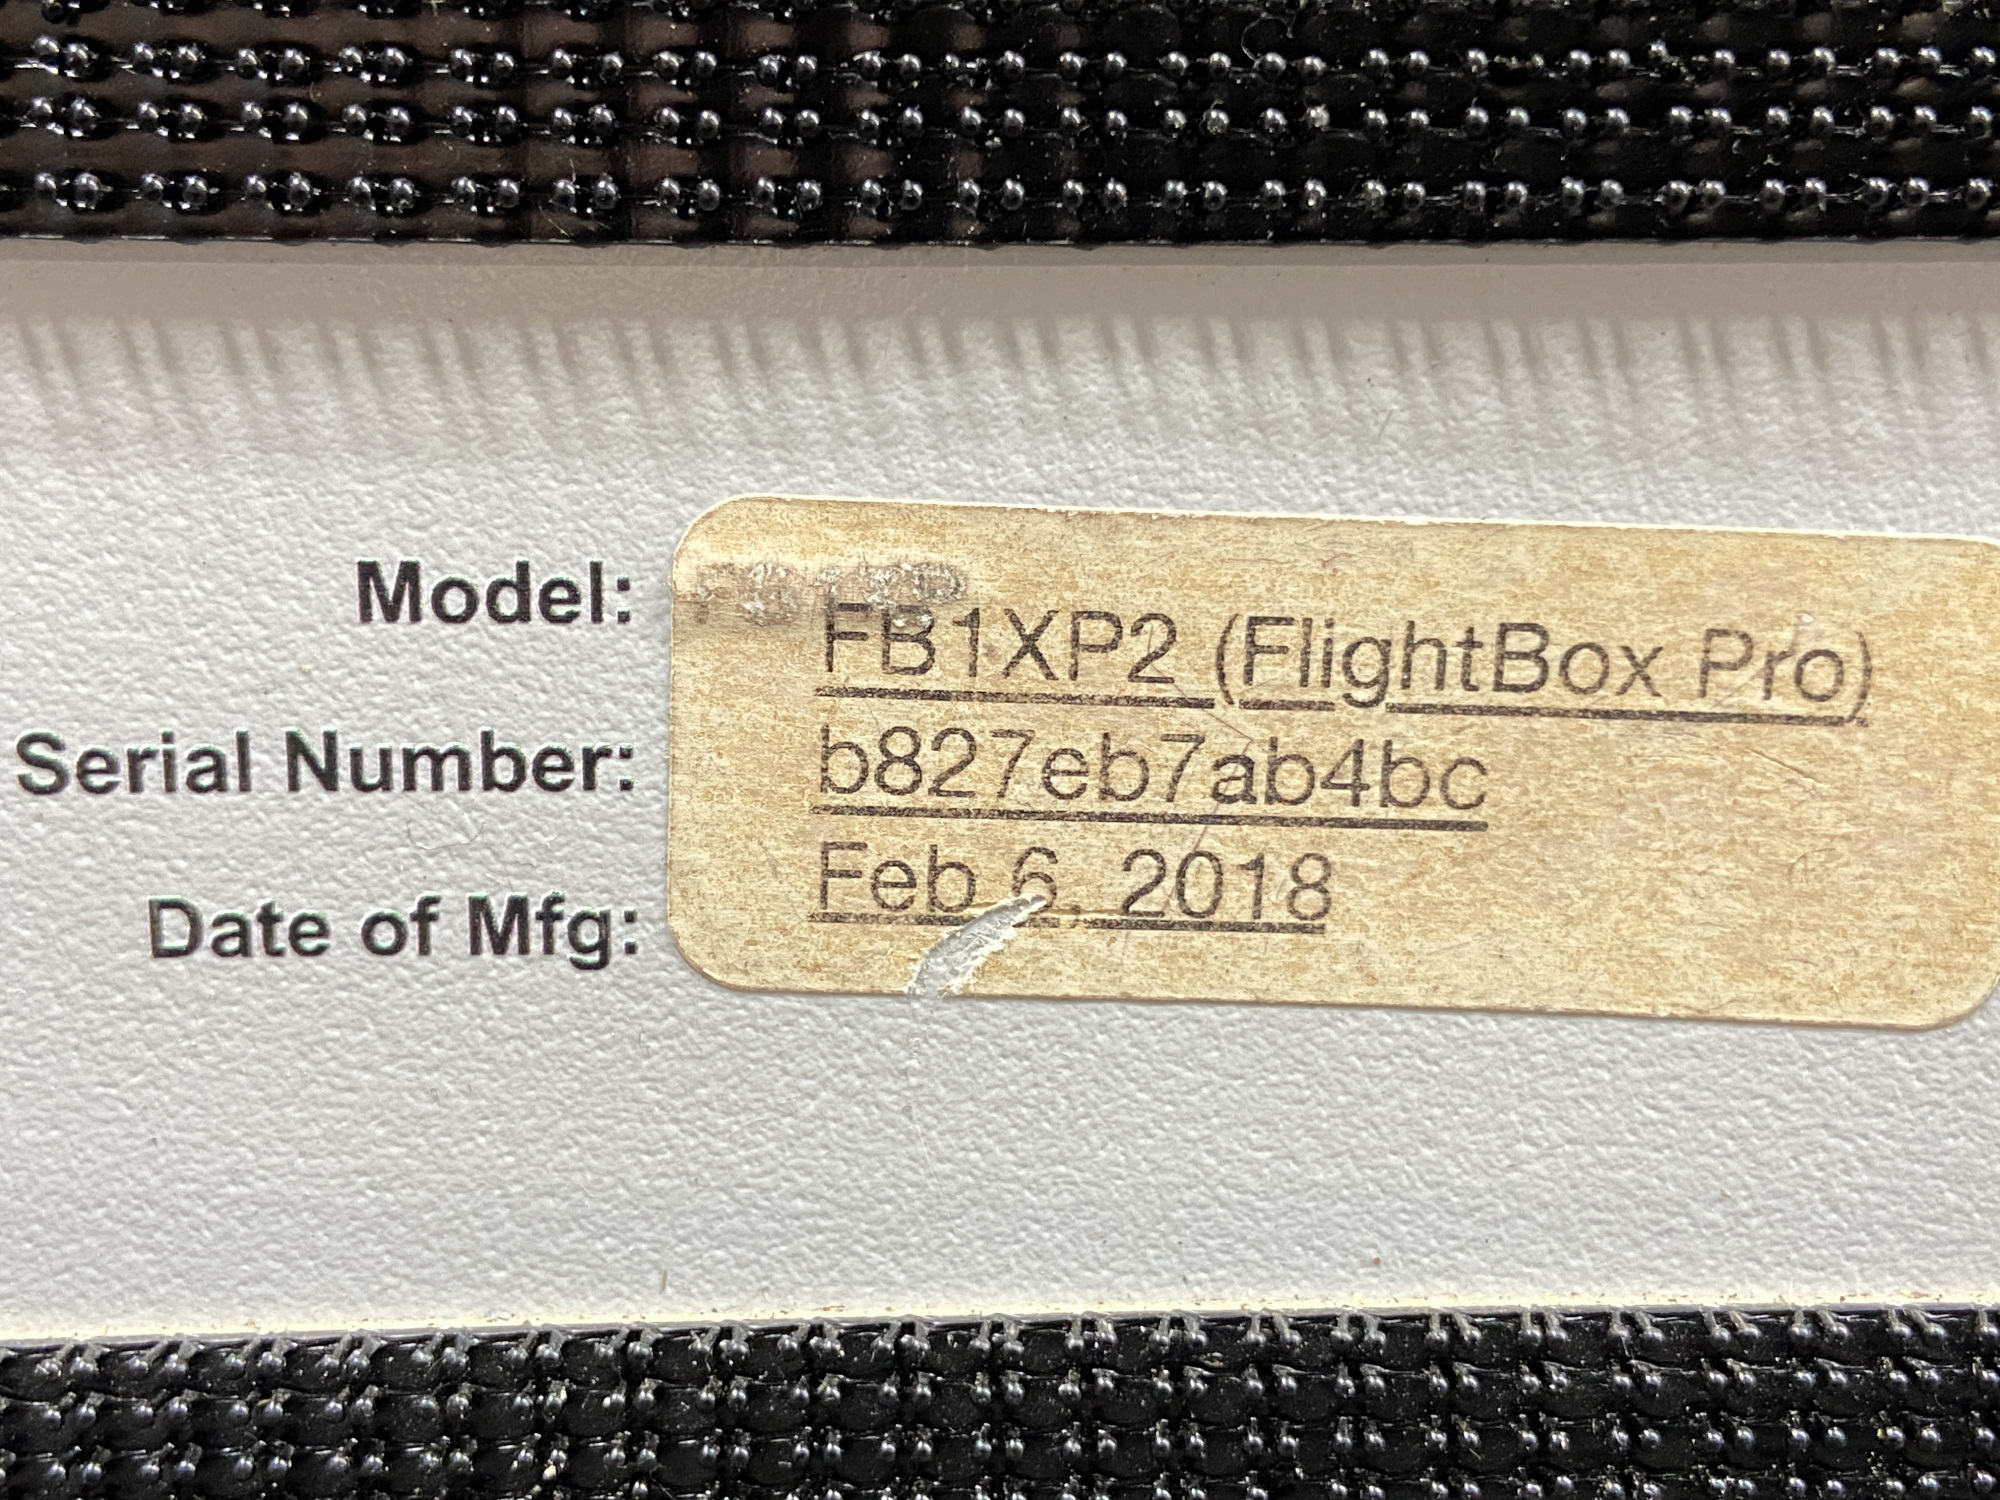 Model: FB1XP2 (FlightBox Pro)
Serial Number: b827eb7ab4bc
Date of Mfg: Feb 6, 2018